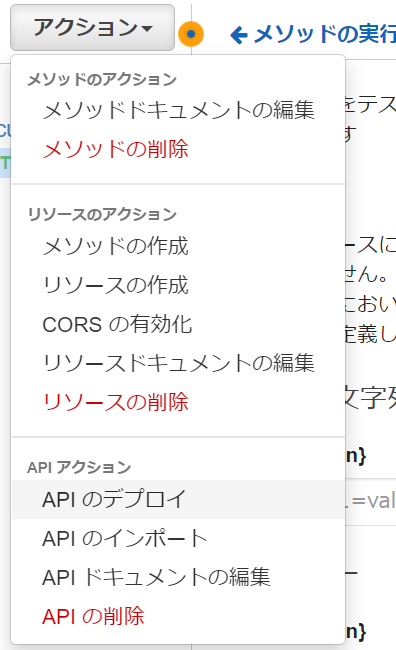 アクション
メソッドの実行
メソッドのアクション
メソッドドキュメントの編集
をテス
メソッドの削除
す
リソースのアクション
メソッドの作成
ースに
リソースの作成
せん。
CORS の有効化
におい
定義し
リソースドキュメントの編集
リソースの削除
文字列
API アクション
n}
API のデプロイ
.=val
API のインポート
API ドキュメントの編集
ー
API の削除
n}